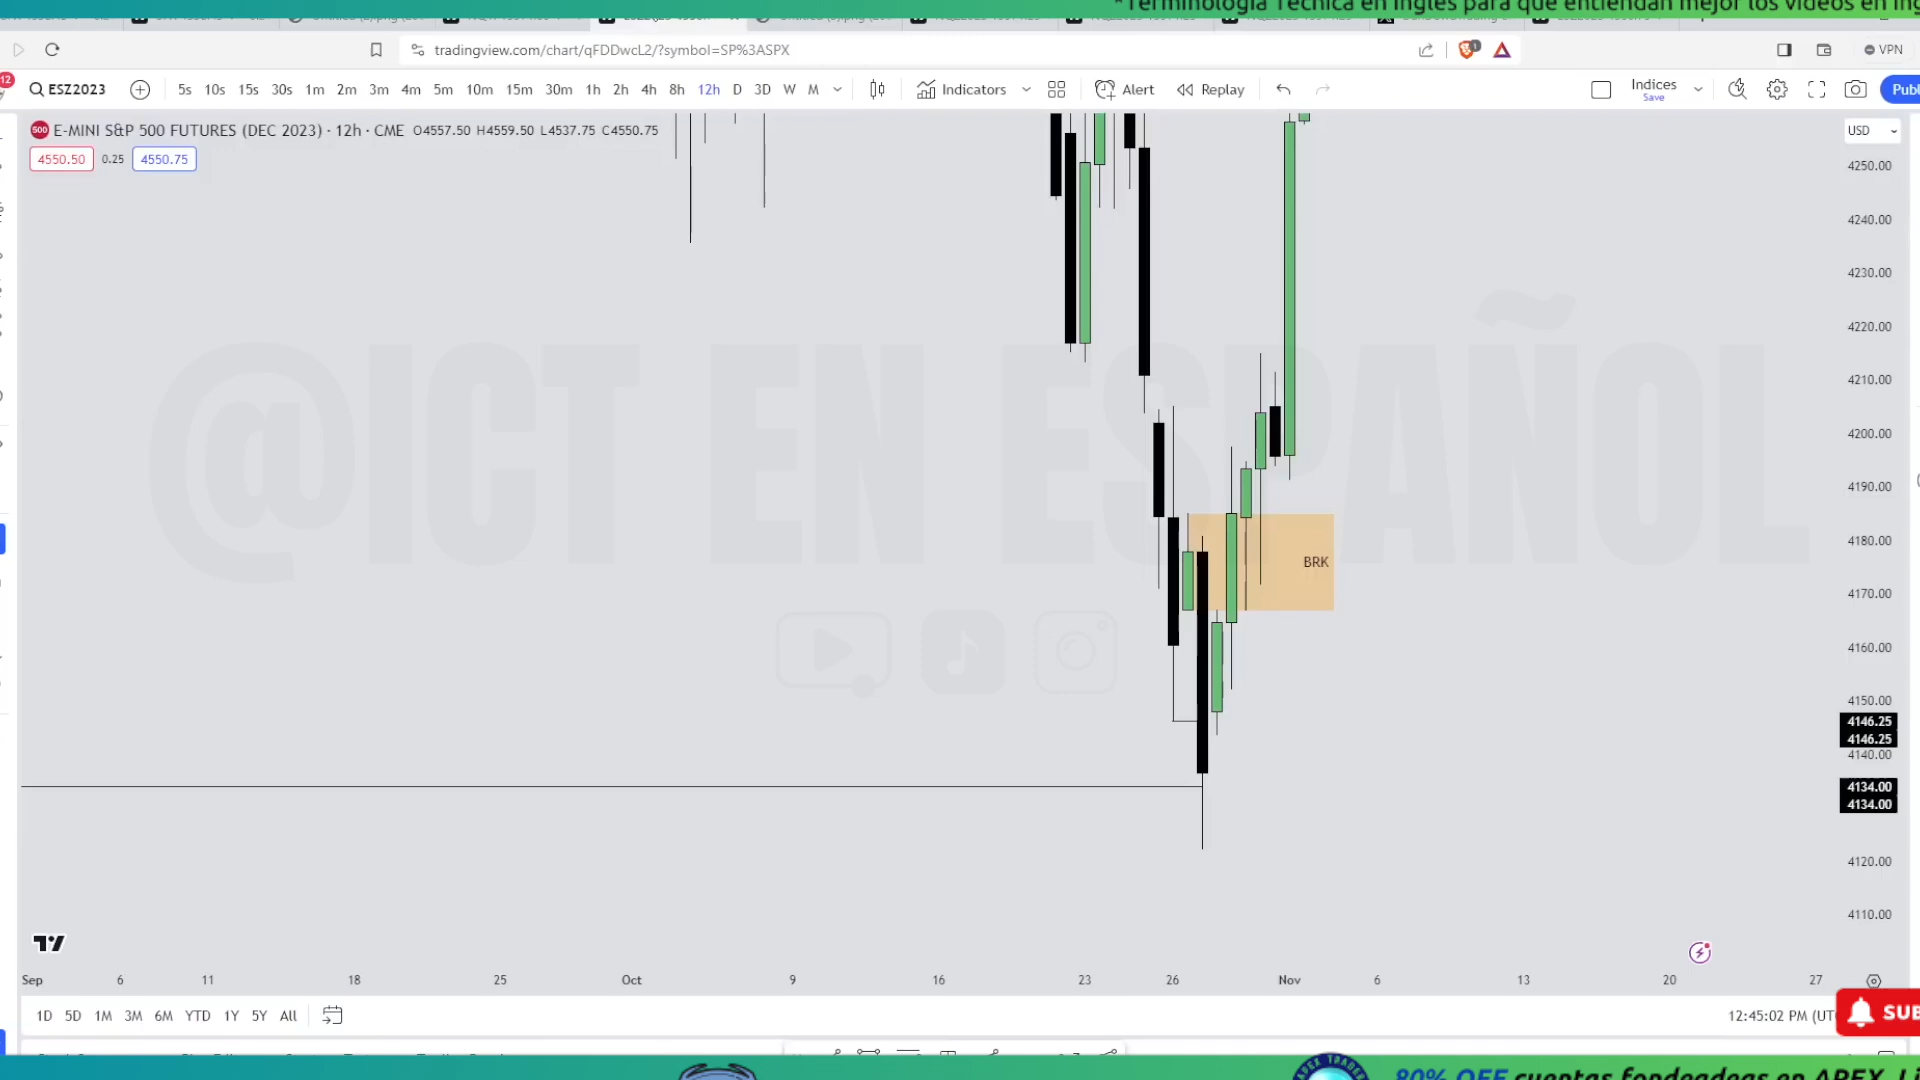 *Terminología Técnica en Inglés para que entiendan mejor los videos en Ing
tradingview.com/chart/qFDDwcL2/?symbol=SP%3ASPX
VPN
12
ESZ2023 5s 10s 15s 30s 1m 2m 3m 4m 5m 10m 15m 30m 1h 2h 4h 8h 12h D 3D W M Indicators Alert Replay Indices Publ
Save
500 E-MINI S&P 500 FUTURES (DEC 2023) · 12h · CME O4557.50 H4559.50 L4537.75 C4550.75
USD
4550.50 0.25 4550.75
4250.00
4240.00
4230.00
4220.00
4210.00
4200.00
4190.00
4180.00
4170.00
4160.00
4150.00
4146.25
4146.25
4140.00
4134.00
4134.00
4120.00
4110.00
@ICT EN ESPAÑOL
BRK
Sep 6 11 18 25 Oct 9 16 23 26 Nov 6 13 20 27
1D 5D 1M 3M 6M YTD 1Y 5Y All
12:45:02 PM (UT
SUB
APEX TRADER
80% OFF cuentas fondeadas en APEX. Li